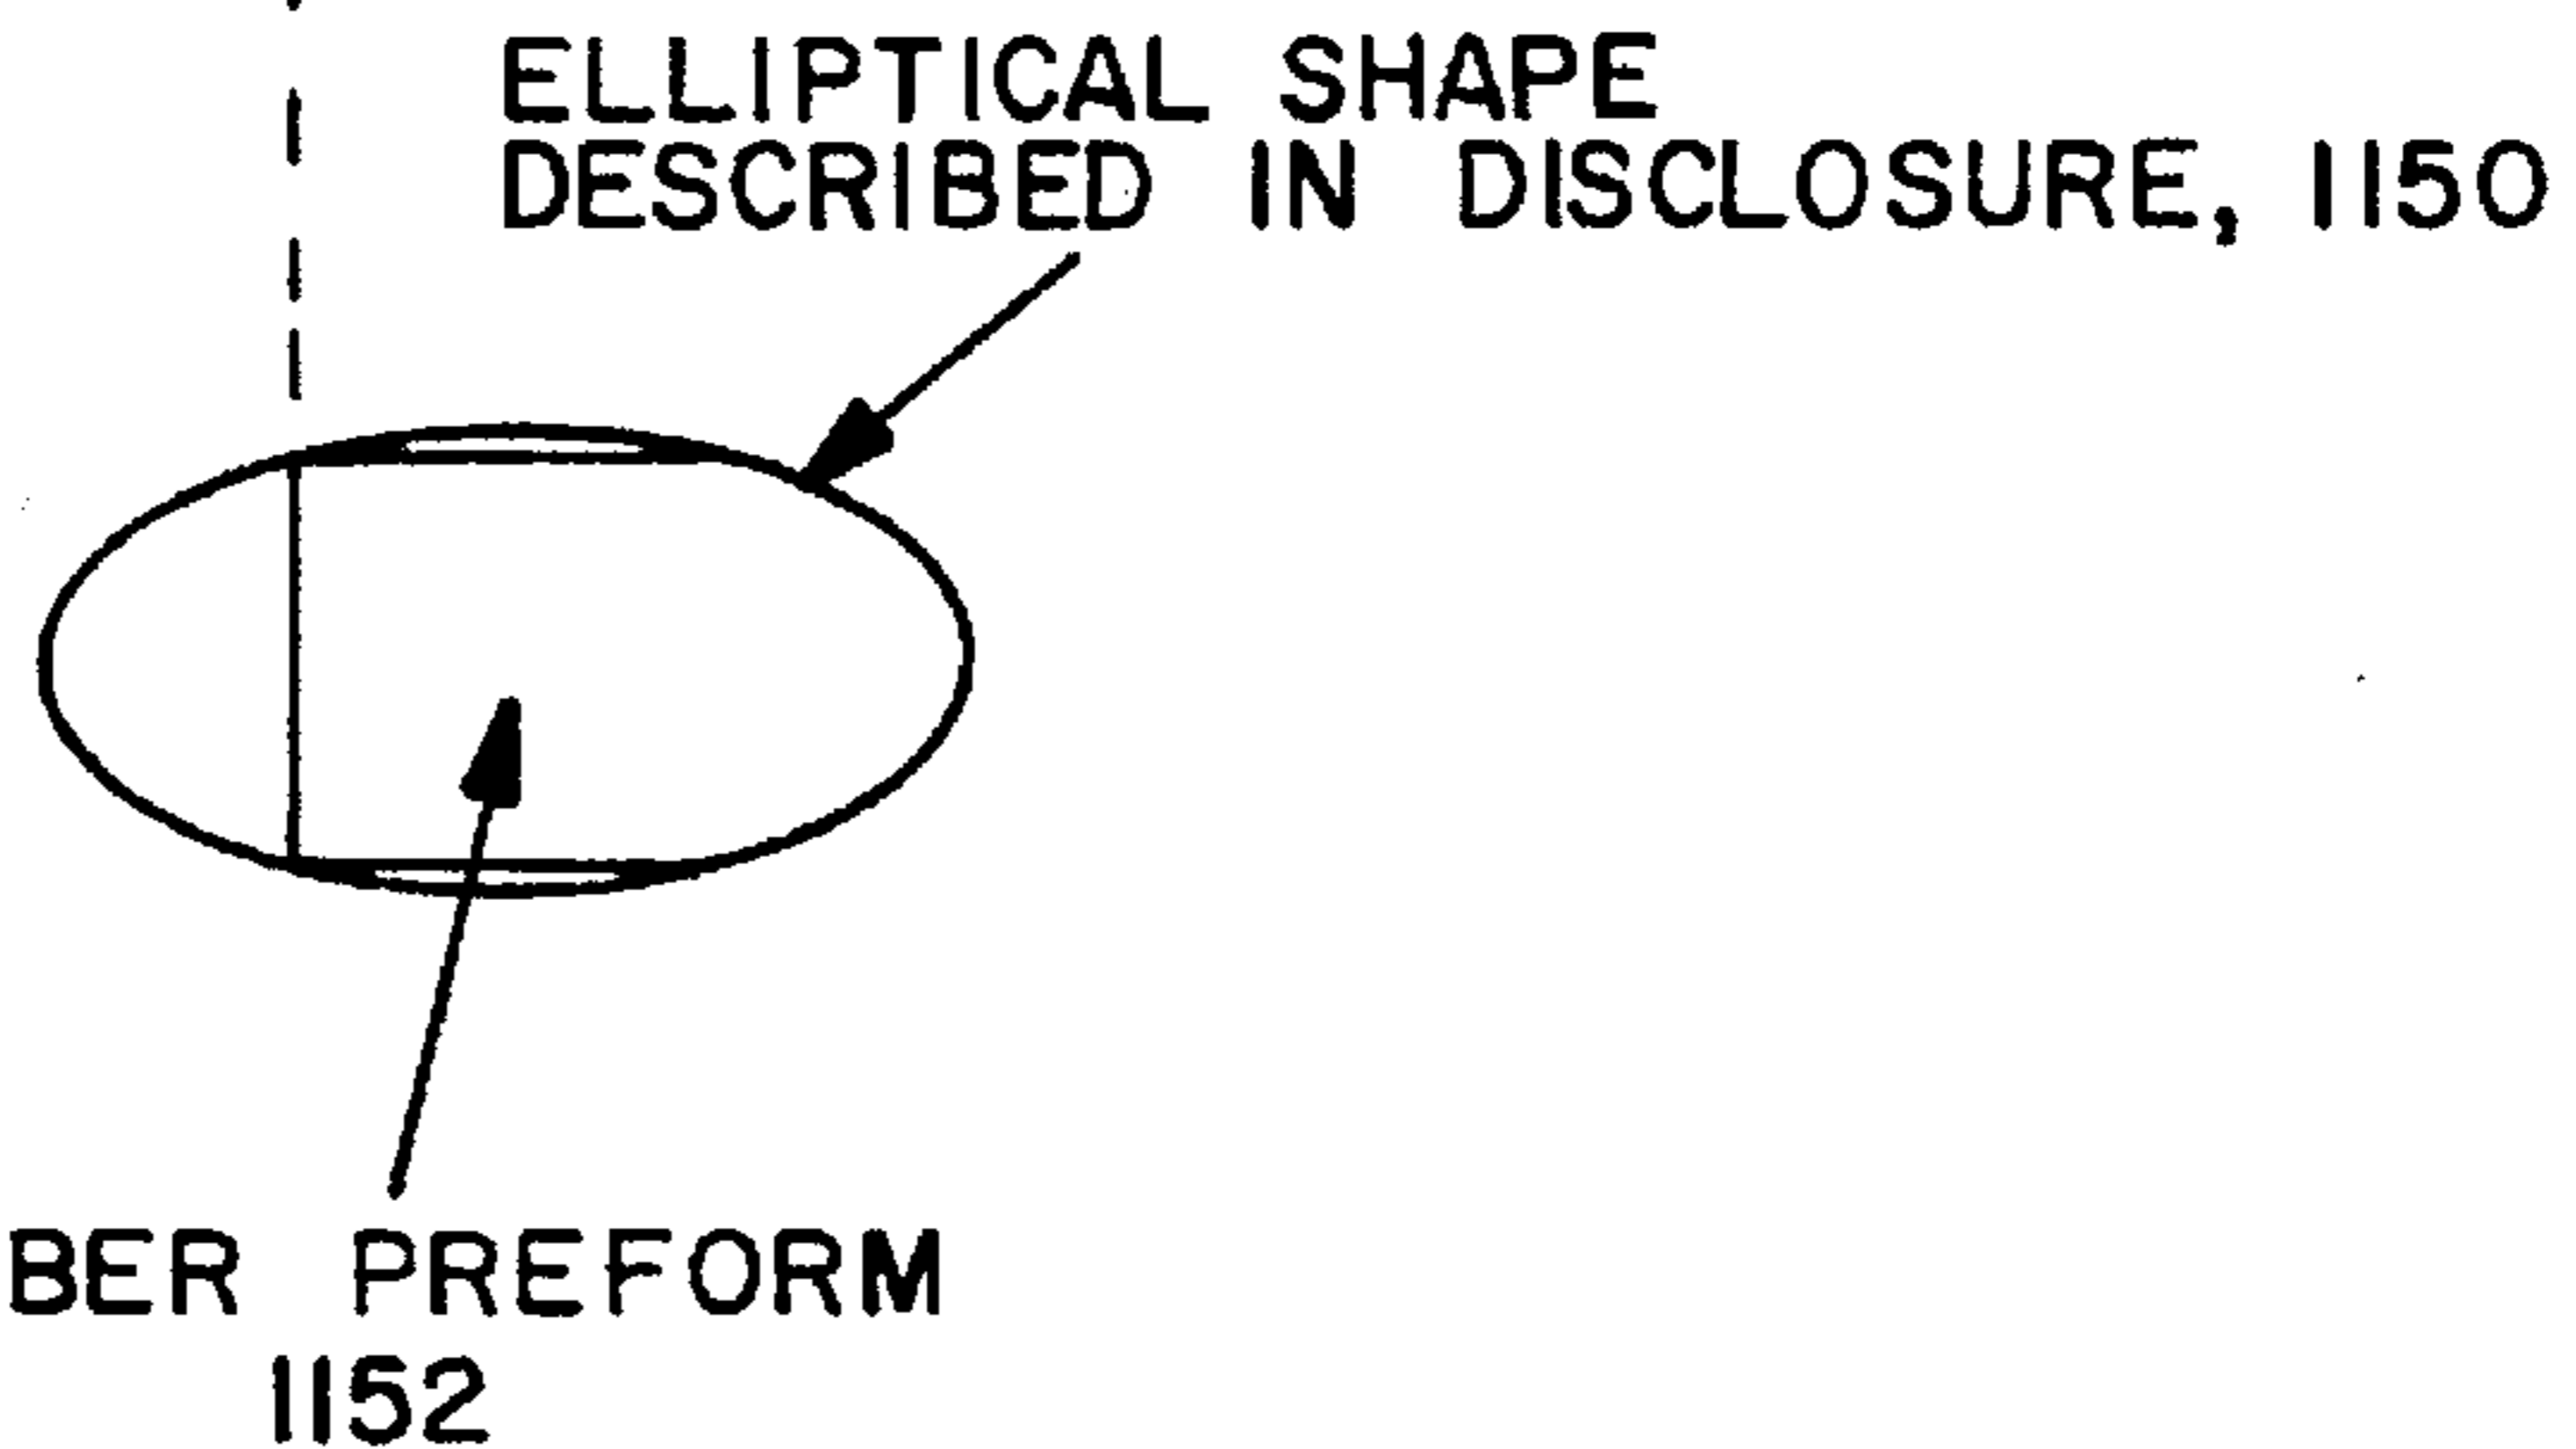 ELLIPTICAL SHAPE
DESCRIBED IN DISCLOSURE, 1150
BER PREFORM
1152